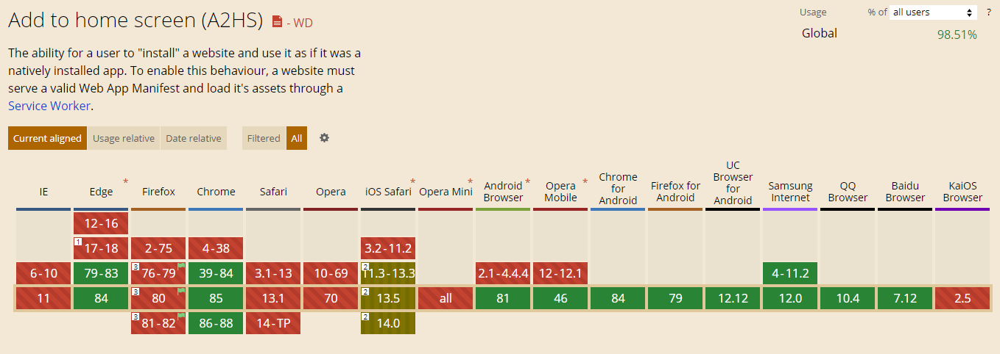 Add to home screen (A2HS) - WD
Usage % of all users ?
Global 98.51%
The ability for a user to "install" a website and use it as if it was a
natively installed app. To enable this behaviour, a website must
serve a valid Web App Manifest and load it's assets through a
Service Worker.
Current aligned Usage relative Date relative Filtered All
IE Edge * Firefox Chrome Safari Opera iOS Safari * Opera Mini * Android Browser * Opera Mobile * Chrome for Android Firefox for Android UC Browser for Android Samsung Internet QQ Browser Baidu Browser KaiOS Browser
12-16
1 17-18 2-75 4-38 3.2-11.2
6-10 79-83 3 76-79 39-84 3.1-13 10-69 2 11.3-13.3 2.1-4.4.4 12-12.1 4-11.2
11 84 3 80 85 13.1 70 2 13.5 all 81 46 84 79 12.12 12.0 10.4 7.12 2.5
3 81-82 86-88 14-TP 2 14.0